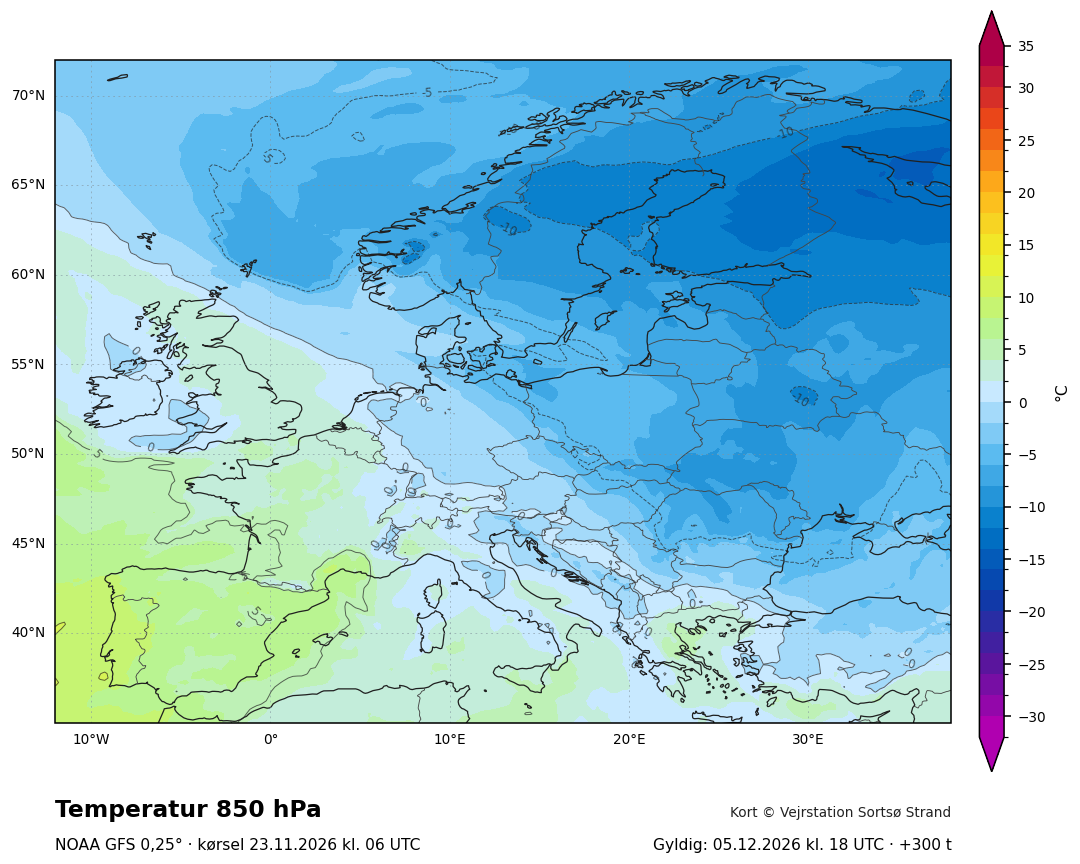 70°N
65°N
60°N
55°N
50°N
45°N
40°N
10°W 0° 10°E 20°E 30°E
35
30
25
20
15
10
5
0
−5
−10
−15
−20
−25
−30
°C
Temperatur 850 hPa
Kort © Vejrstation Sortsø Strand
NOAA GFS 0,25° · kørsel 23.11.2026 kl. 06 UTC
Gyldig: 05.12.2026 kl. 18 UTC · +300 t